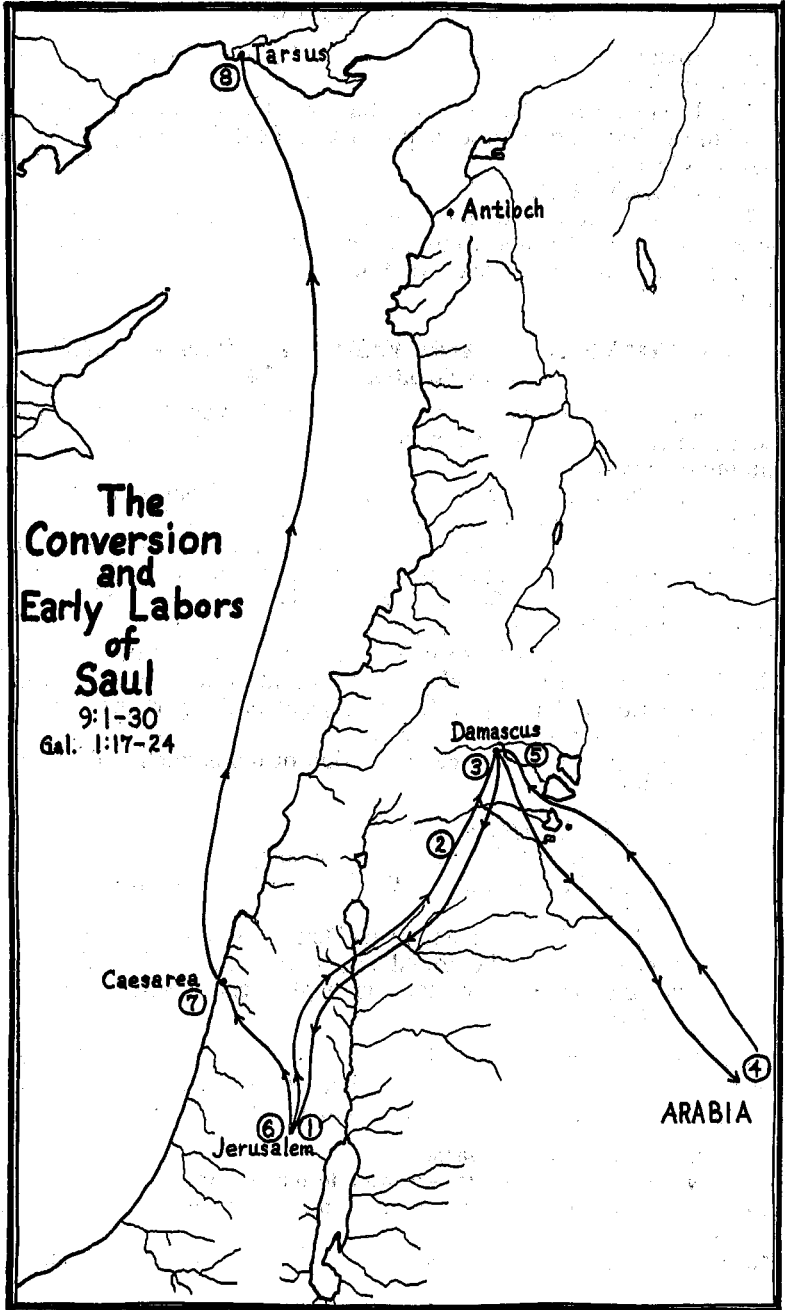 Tarsus
⑧
Antioch
The
Conversion
and
Early Labors
of
Saul
9:1-30
Gal. 1:17-24
Damascus
③
⑤
②
Caesarea
⑦
④
ARABIA
⑥ ①
Jerusalem